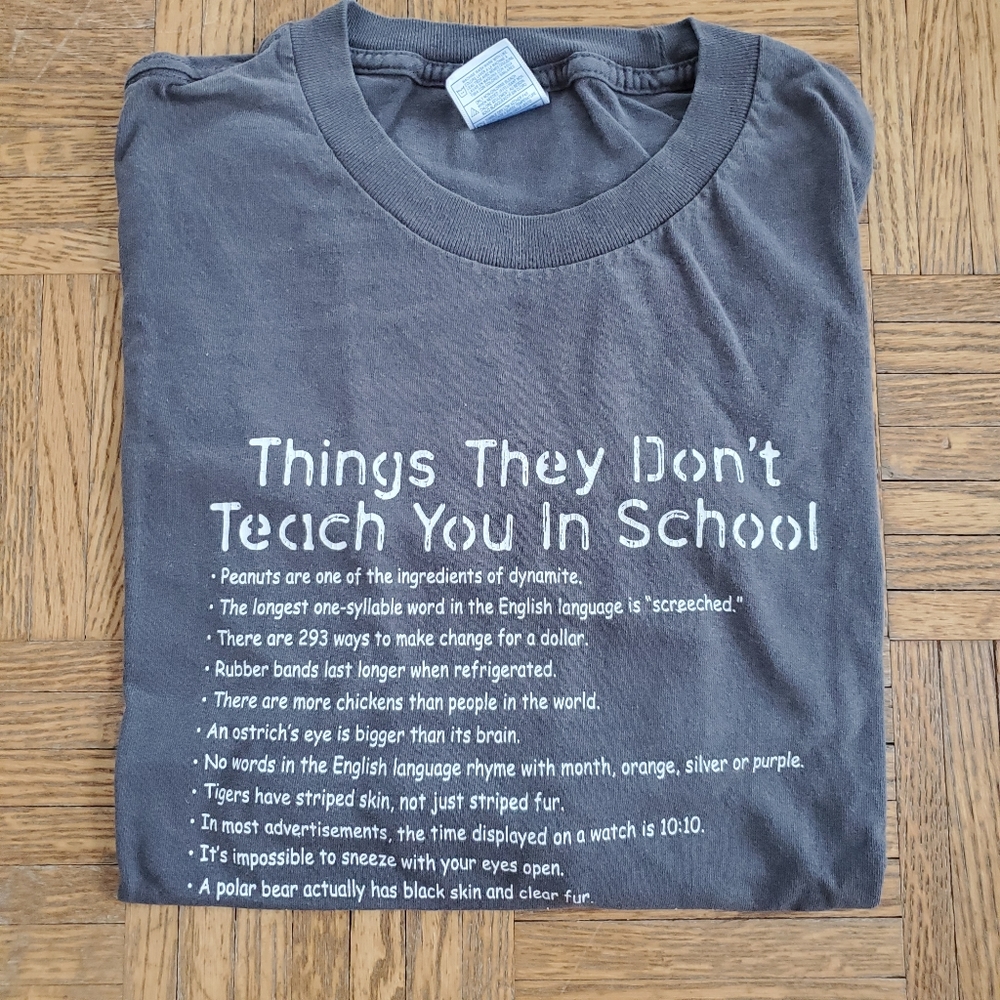 Things They Don't
Teach You In School
• Peanuts are one of the ingredients of dynamite.
• The longest one-syllable word in the English language is “screeched.”
• There are 293 ways to make change for a dollar.
• Rubber bands last longer when refrigerated.
• There are more chickens than people in the world.
• An ostrich's eye is bigger than its brain.
• No words in the English language rhyme with month, orange, silver or purple.
• Tigers have striped skin, not just striped fur.
• In most advertisements, the time displayed on a watch is 10:10.
• It's impossible to sneeze with your eyes open.
• A polar bear actually has black skin and clear fur.